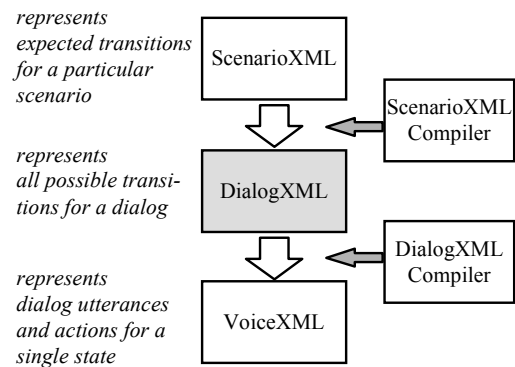 represents
expected transitions
for a particular
scenario
ScenarioXML
ScenarioXML
Compiler
represents
all possible transi-
tions for a dialog
DialogXML
DialogXML
Compiler
represents
dialog utterances
and actions for a
single state
VoiceXML